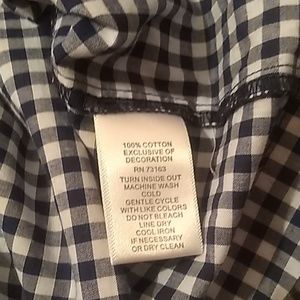 100% COTTON
EXCLUSIVE OF
DECORATION
RN 73163
TURN INSIDE OUT
MACHINE WASH
COLD
GENTLE CYCLE
WITH LIKE COLORS
DO NOT BLEACH
LINE DRY
COOL IRON
IF NECESSARY
OR DRY CLEAN